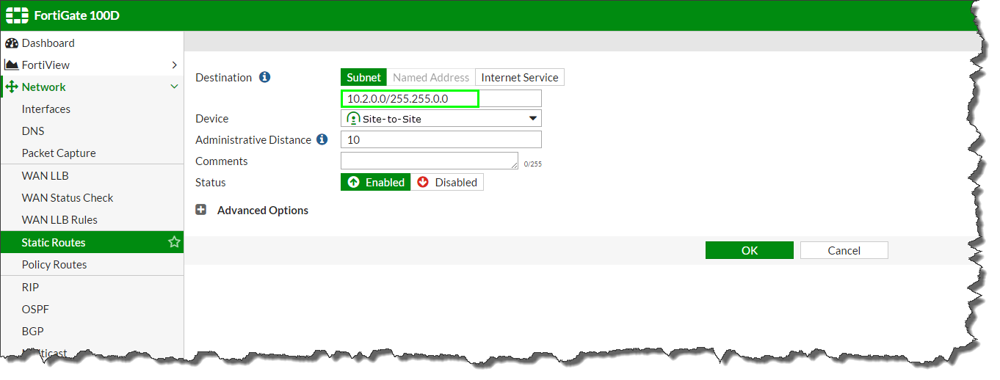 FortiGate 100D
Dashboard
FortiView
Network
Interfaces
DNS
Packet Capture
WAN LLB
WAN Status Check
WAN LLB Rules
Static Routes
Policy Routes
RIP
OSPF
BGP
Multicast
Destination
Subnet
Named Address
Internet Service
10.2.0.0/255.255.0.0
Device
Site-to-Site
Administrative Distance
10
Comments
0/255
Status
Enabled
Disabled
Advanced Options
OK
Cancel